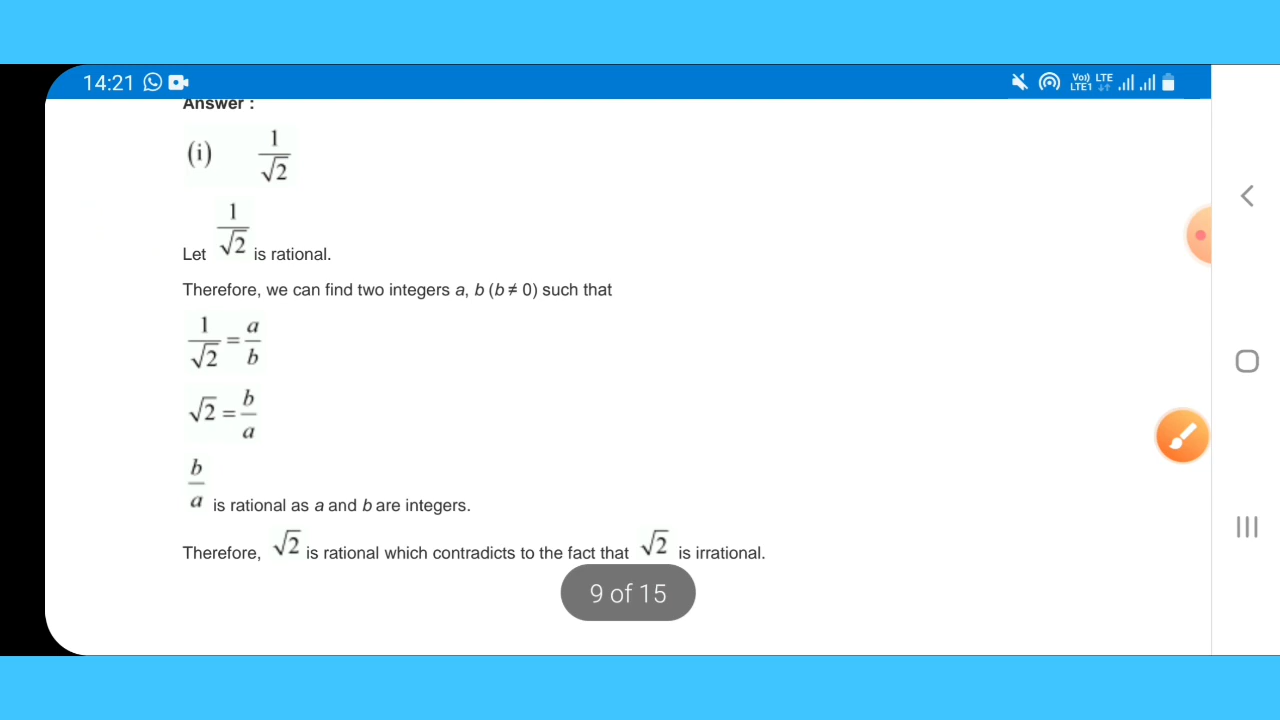 14:21 Vo)) LTE
LTE1
Answer :
(i) 1/√2
Let 1/√2 is rational.
Therefore, we can find two integers a, b (b ≠ 0) such that
1/√2 = a/b
√2 = b/a
b/a is rational as a and b are integers.
Therefore, √2 is rational which contradicts to the fact that √2 is irrational.
9 of 15